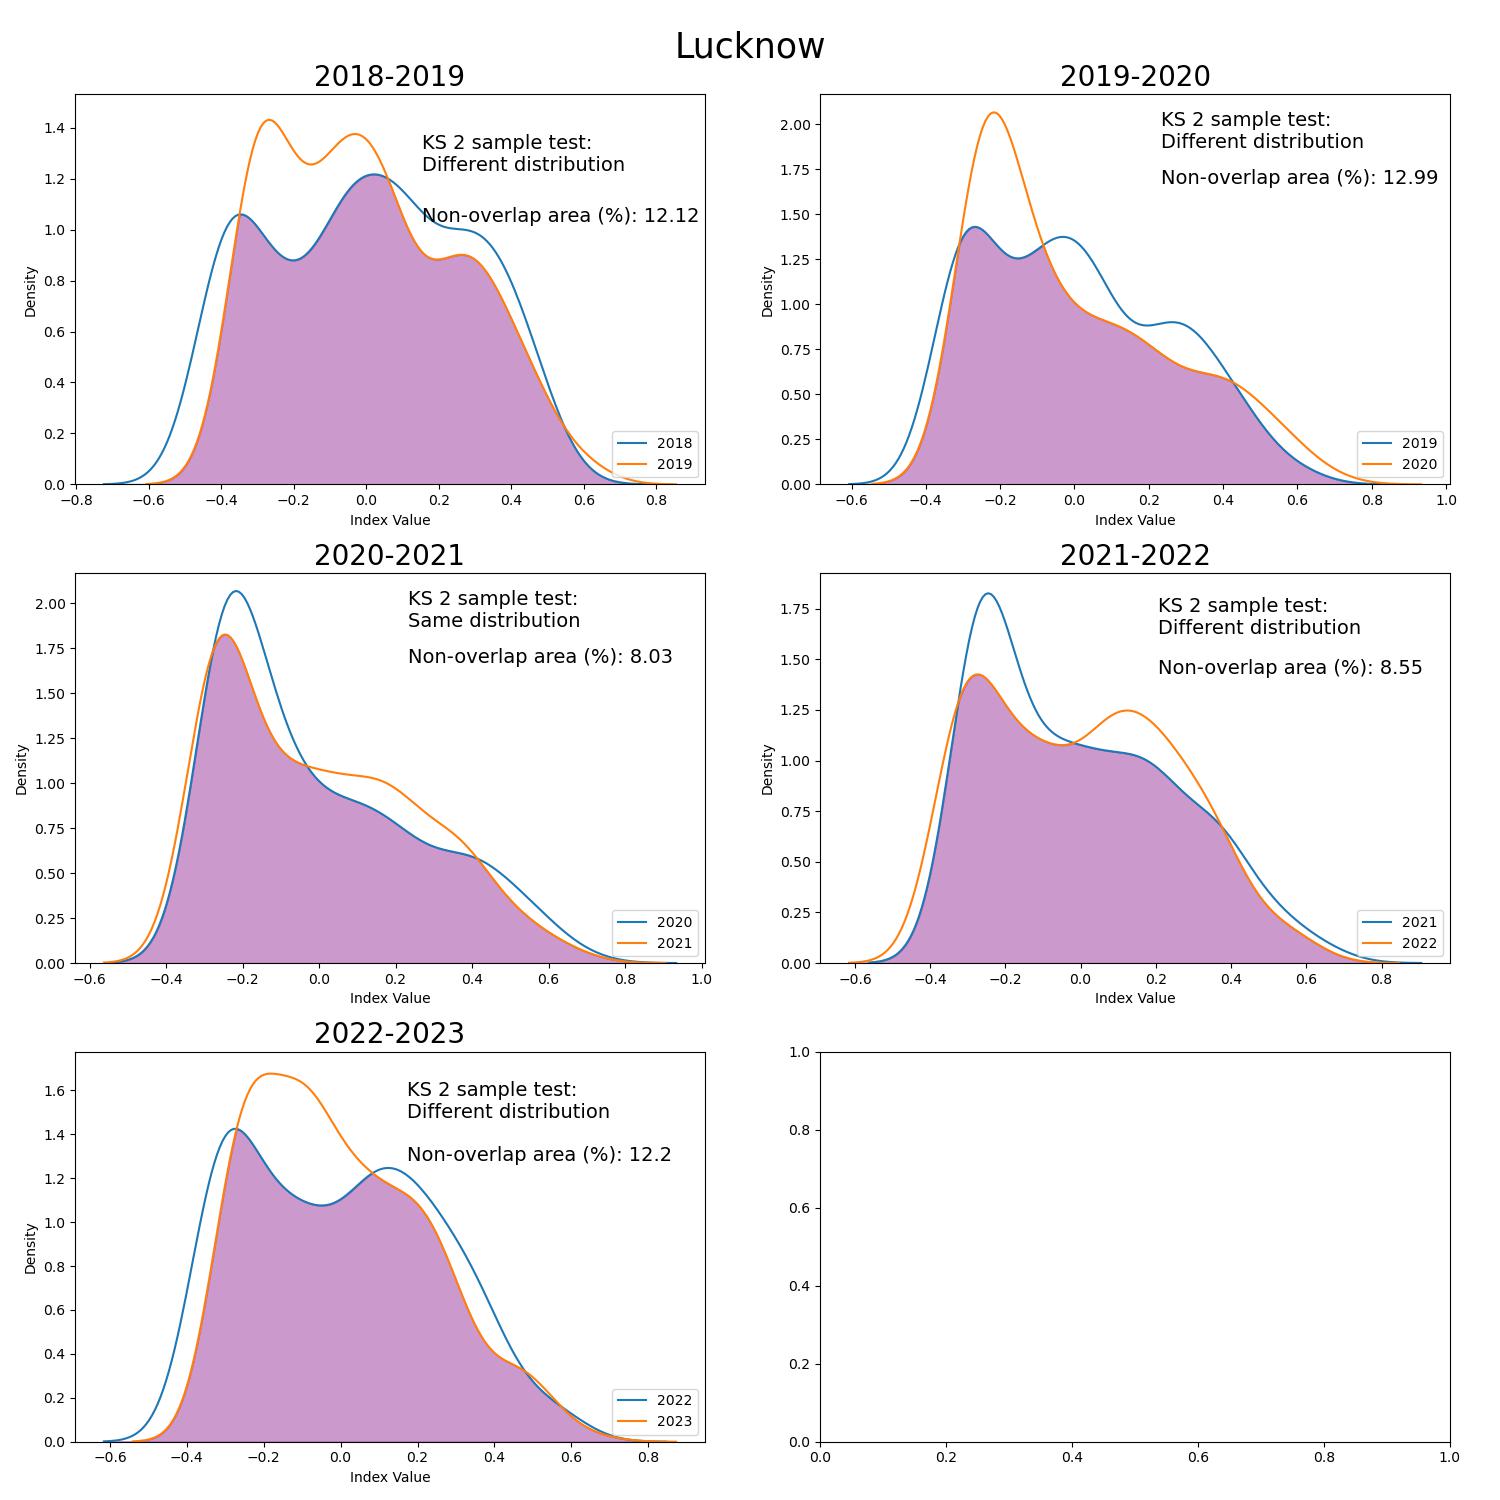 Lucknow
2018-2019
KS 2 sample test:
Different distribution
Non-overlap area (%): 12.12
Density
1.4
1.2
1.0
0.8
0.6
0.4
0.2
0.0
−0.8 −0.6 −0.4 −0.2 0.0 0.2 0.4 0.6 0.8
Index Value
2018
2019
2019-2020
KS 2 sample test:
Different distribution
Non-overlap area (%): 12.99
Density
2.00
1.75
1.50
1.25
1.00
0.75
0.50
0.25
0.00
−0.6 −0.4 −0.2 0.0 0.2 0.4 0.6 0.8 1.0
Index Value
2019
2020
2020-2021
KS 2 sample test:
Same distribution
Non-overlap area (%): 8.03
Density
2.00
1.75
1.50
1.25
1.00
0.75
0.50
0.25
0.00
−0.6 −0.4 −0.2 0.0 0.2 0.4 0.6 0.8 1.0
Index Value
2020
2021
2021-2022
KS 2 sample test:
Different distribution
Non-overlap area (%): 8.55
Density
1.75
1.50
1.25
1.00
0.75
0.50
0.25
0.00
−0.6 −0.4 −0.2 0.0 0.2 0.4 0.6 0.8
Index Value
2021
2022
2022-2023
KS 2 sample test:
Different distribution
Non-overlap area (%): 12.2
Density
1.6
1.4
1.2
1.0
0.8
0.6
0.4
0.2
0.0
−0.6 −0.4 −0.2 0.0 0.2 0.4 0.6 0.8
Index Value
2022
2023
1.0
0.8
0.6
0.4
0.2
0.0
0.0 0.2 0.4 0.6 0.8 1.0